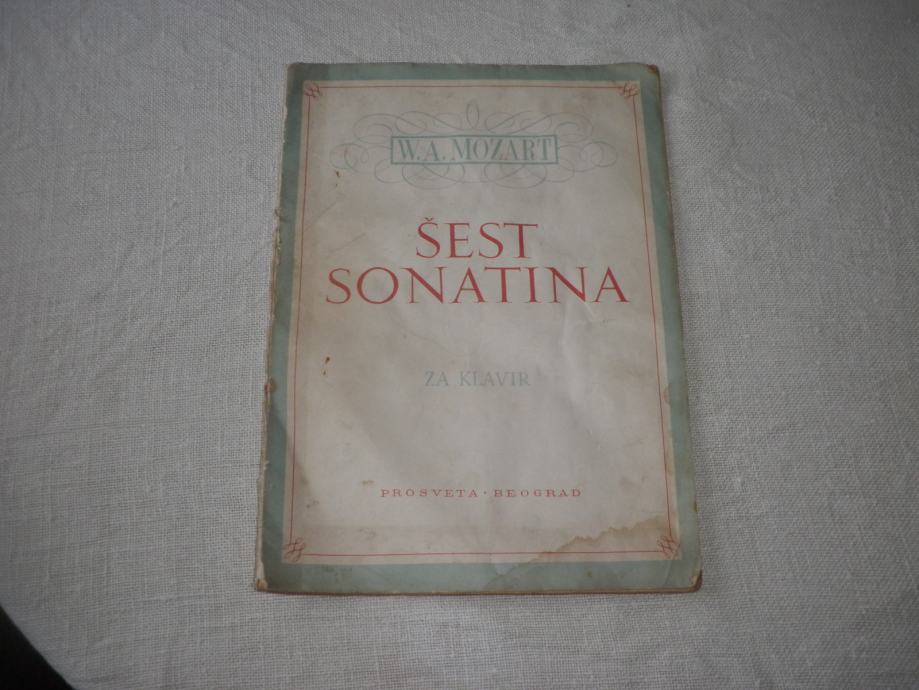 W.A. MOZART
ŠEST
SONATINA
ZA KLAVIR
PROSVETA · BEOGRAD